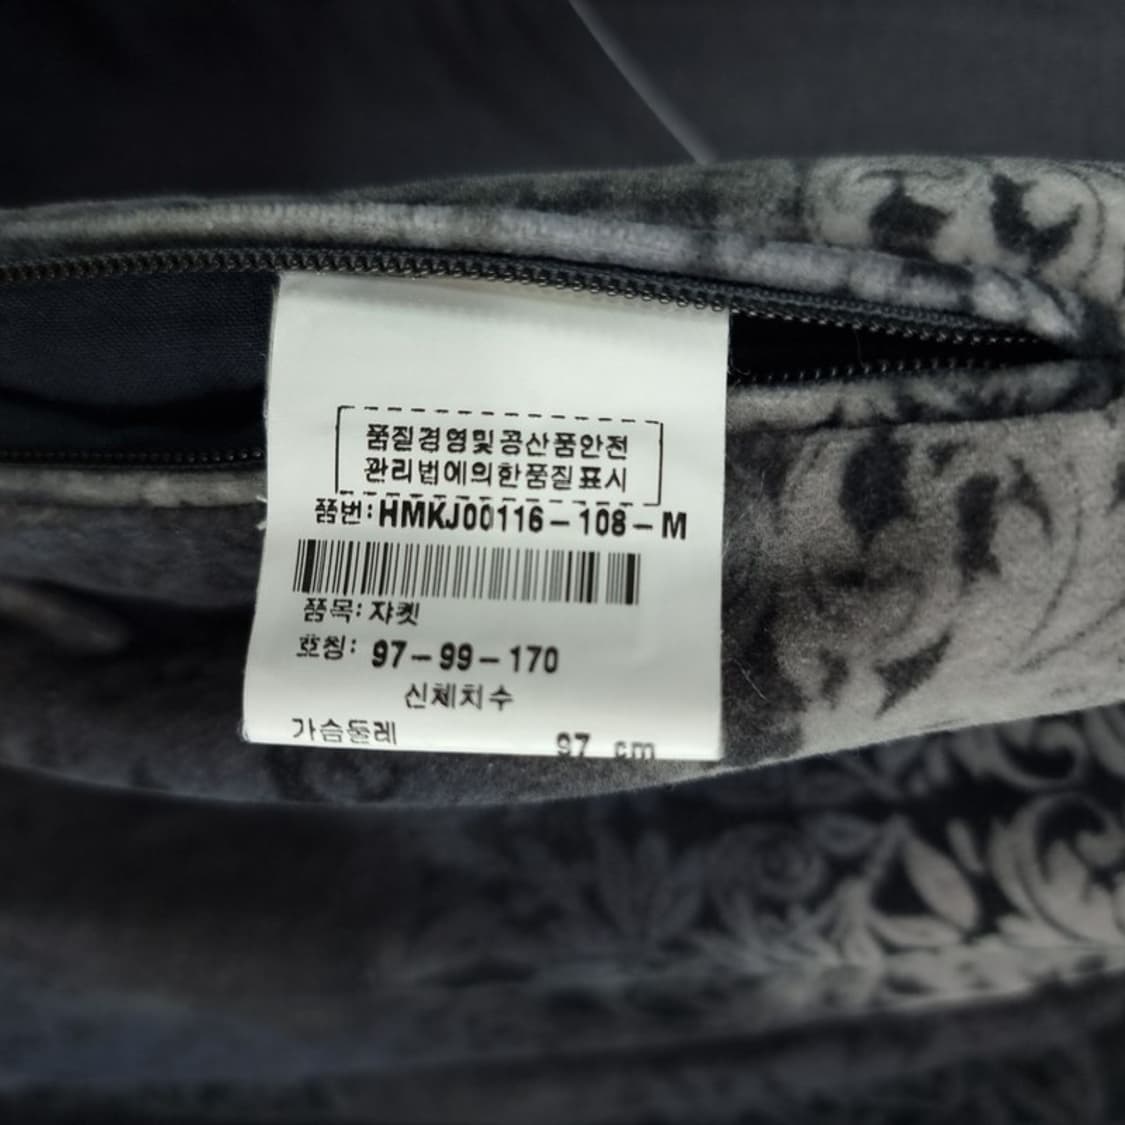 품질경영및공산품안전
관리법에의한품질표시
품번:HMKJ00116-108-M
품목: 쟈켓
호칭: 97-99-170
신체치수
가슴둘레 97 cm